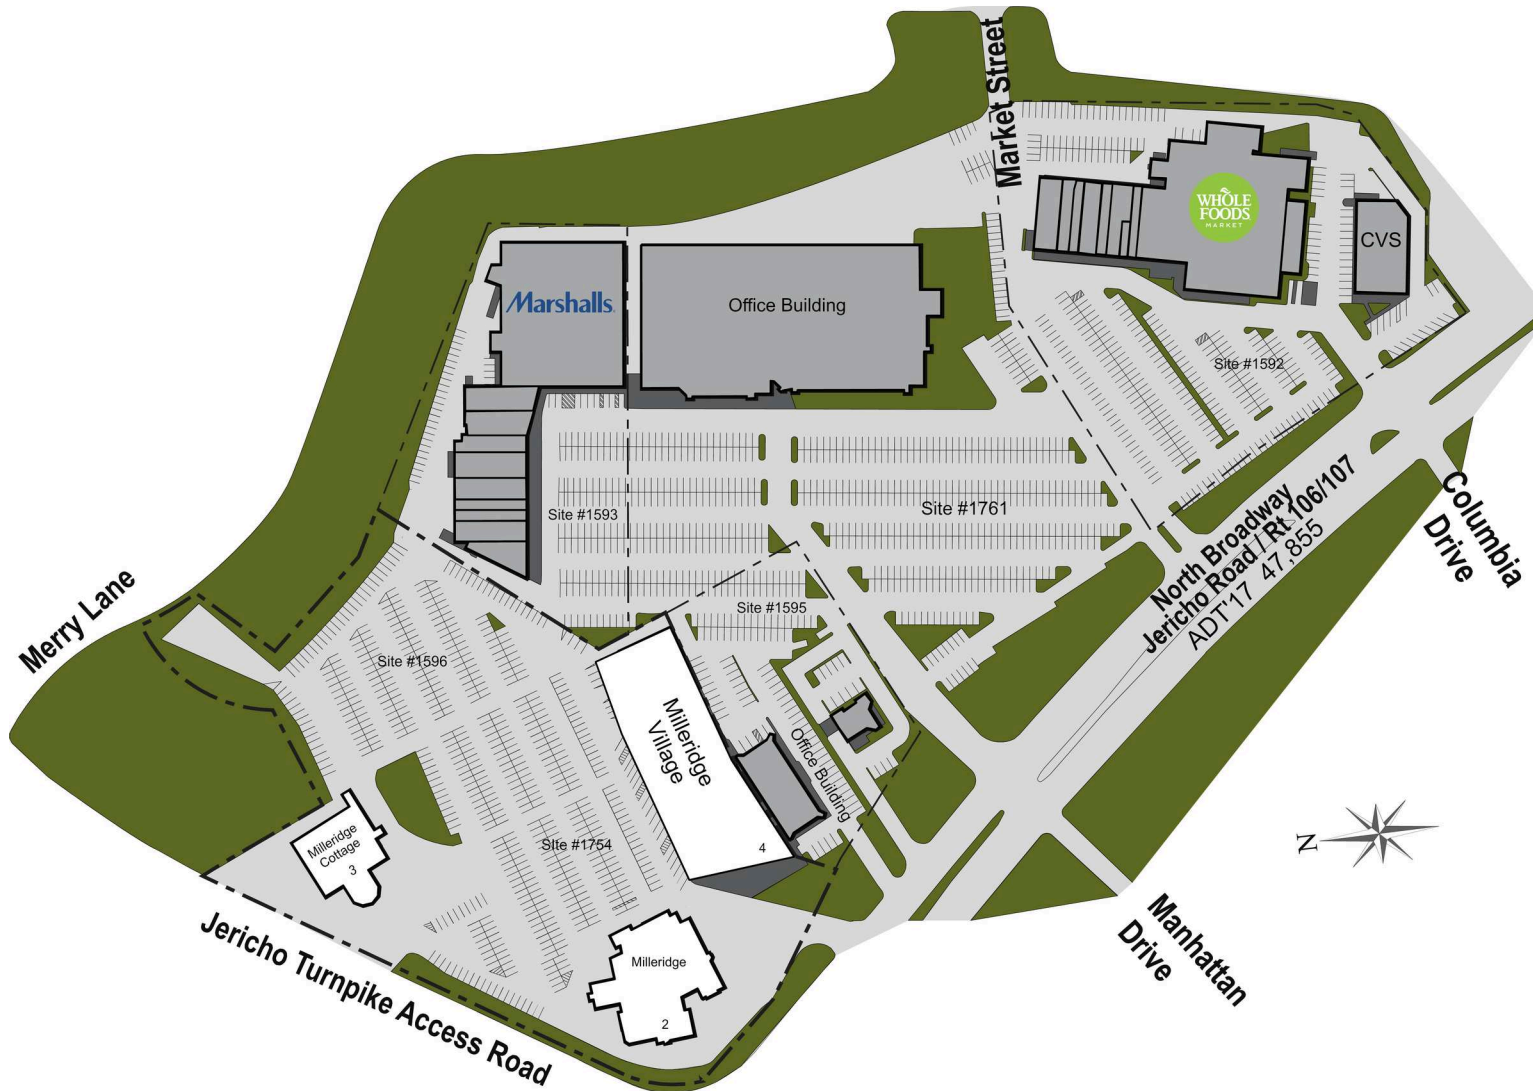 Market Street
WHOLE
FOODS
MARKET
CVS
Marshalls
Office Building
Site #1592
Site #1593
Site #1761
North Broadway
Jericho Road / Rt 106/107
ADT'17 47,855
Columbia
Drive
Merry Lane
Site #1595
Site #1596
Milleridge
Village
4
Office Building
Milleridge
Cottage
3
SIte #1754
Milleridge
2
N
Manhattan
Drive
Jericho Turnpike Access Road